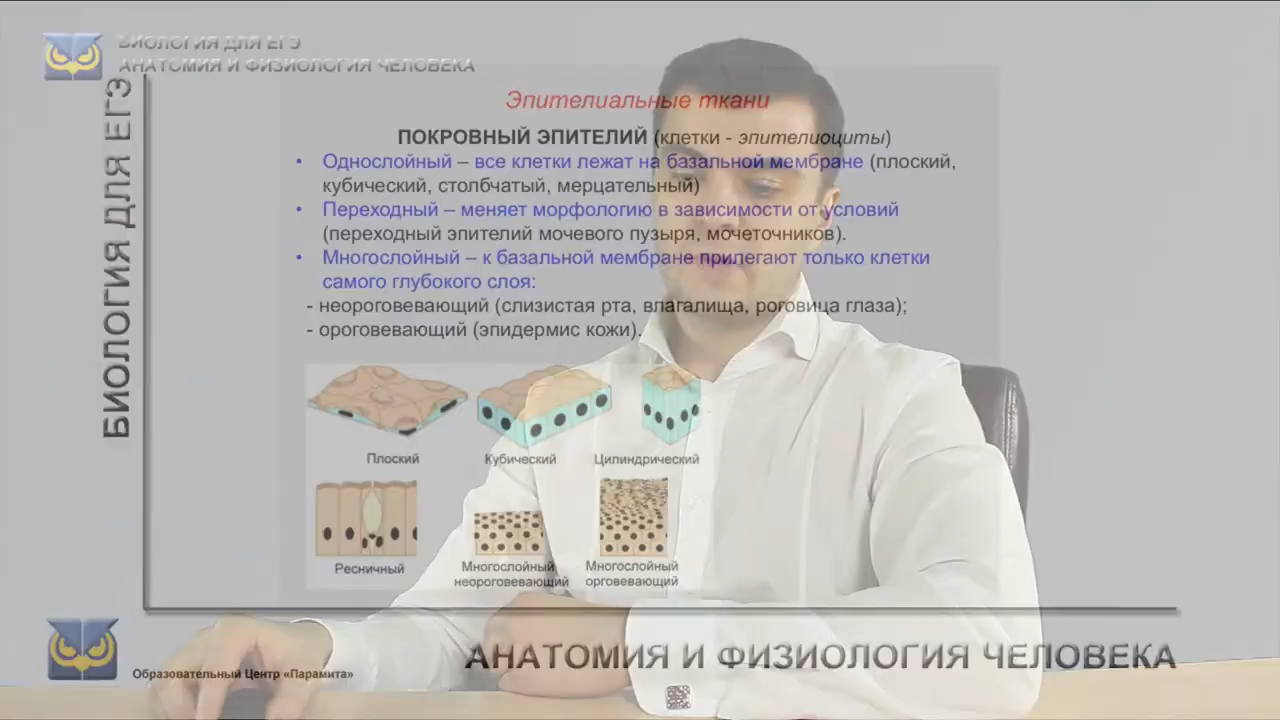 БИОЛОГИЯ ДЛЯ ЕГЭ
АНАТОМИЯ И ФИЗИОЛОГИЯ ЧЕЛОВЕКА
БИОЛОГИЯ ДЛЯ ЕГЭ
Эпителиальные ткани
ПОКРОВНЫЙ ЭПИТЕЛИЙ (клетки - эпителиоциты)
• Однослойный – все клетки лежат на базальной мембране (плоский,
кубический, столбчатый, мерцательный)
• Переходный – меняет морфологию в зависимости от условий
(переходный эпителий мочевого пузыря, мочеточников).
• Многослойный – к базальной мембране прилегают только клетки
самого глубокого слоя:
- неороговевающий (слизистая рта, влагалища, роговица глаза);
- ороговевающий (эпидермис кожи).
Плоский
Кубический
Цилиндрический
Ресничный
Многослойный
неороговевающий
Многослойный
орговевающий
АНАТОМИЯ И ФИЗИОЛОГИЯ ЧЕЛОВЕКА
Образовательный Центр «Парамита»